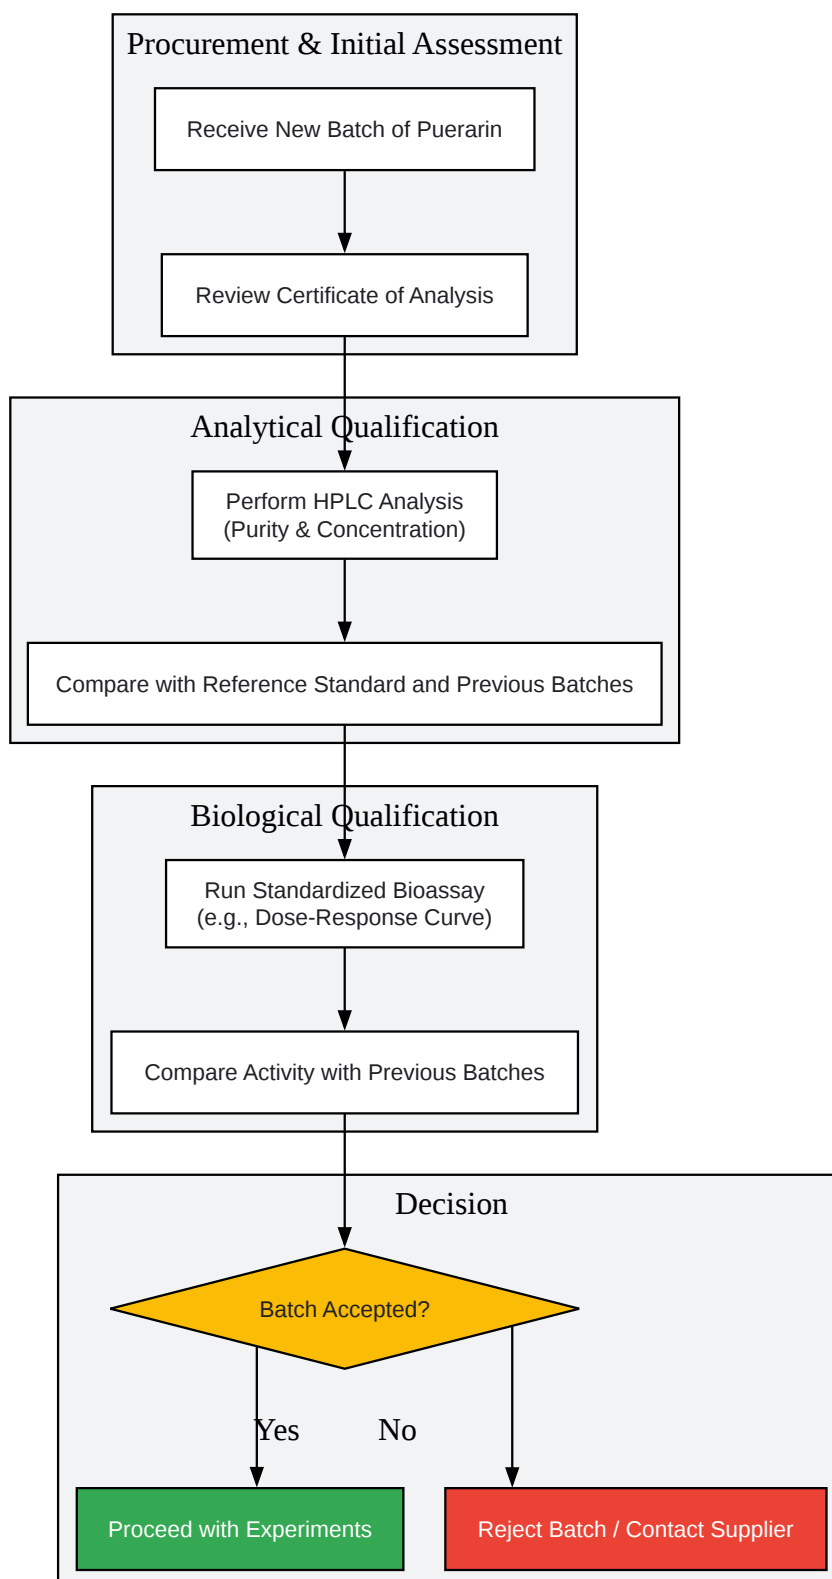 Procurement & Initial Assessment
Receive New Batch of Puerarin
Review Certificate of Analysis
Analytical Qualification
Perform HPLC Analysis
(Purity & Concentration)
Compare with Reference Standard and Previous Batches
Biological Qualification
Run Standardized Bioassay
(e.g., Dose-Response Curve)
Compare Activity with Previous Batches
Decision
Batch Accepted?
Yes
No
Proceed with Experiments
Reject Batch / Contact Supplier